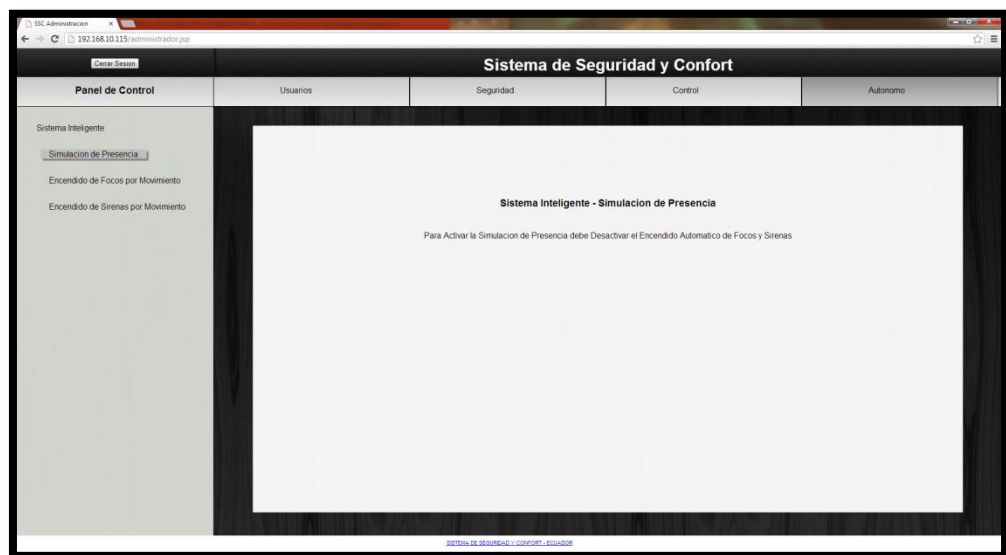 SSC Administracion
192.168.10.115/administrador.jsp
Cerrar Sesion
Sistema de Seguridad y Confort
Panel de Control
Usuarios
Seguridad
Control
Autonomo
Sistema Inteligente
Simulacion de Presencia
Encendido de Focos por Movimiento
Encendido de Sirenas por Movimiento
Sistema Inteligente - Simulacion de Presencia
Para Activar la Simulacion de Presencia debe Desactivar el Encendido Automatico de Focos y Sirenas
SISTEMA DE SEGURIDAD Y CONFORT - ECUADOR